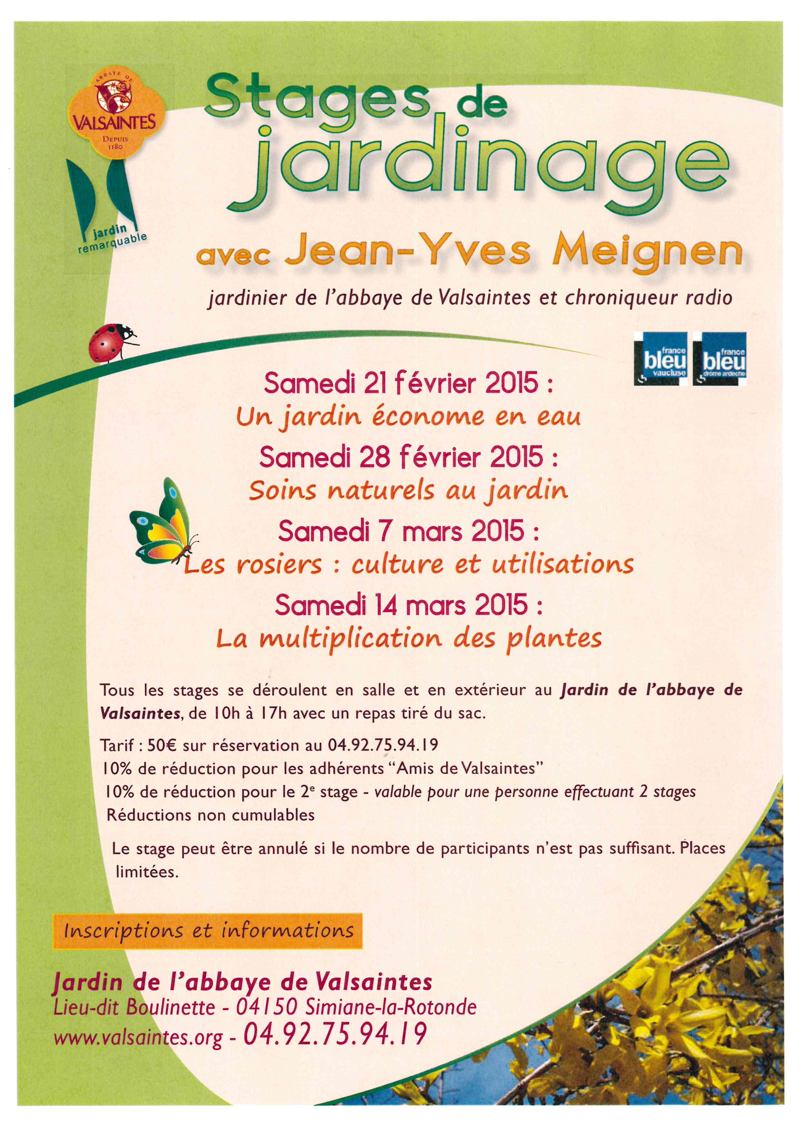 ABBAYE DE
VALSAINTES
DEPUIS
1180
jardin
remarquable
Stages de
jardinage
avec Jean-Yves Meignen
jardinier de l'abbaye de Valsaintes et chroniqueur radio
france
bleu
vaucluse
france
bleu
drôme ardèche
Samedi 21 février 2015 :
Un jardin économe en eau
Samedi 28 février 2015 :
Soins naturels au jardin
Samedi 7 mars 2015 :
Les rosiers : culture et utilisations
Samedi 14 mars 2015 :
La multiplication des plantes
Tous les stages se déroulent en salle et en extérieur au Jardin de l'abbaye de
Valsaintes, de 10h à 17h avec un repas tiré du sac.
Tarif : 50€ sur réservation au 04.92.75.94.19
10% de réduction pour les adhérents “Amis de Valsaintes”
10% de réduction pour le 2e stage - valable pour une personne effectuant 2 stages
Réductions non cumulables
Le stage peut être annulé si le nombre de participants n'est pas suffisant. Places
limitées.
Inscriptions et informations
Jardin de l'abbaye de Valsaintes
Lieu-dit Boulinette - 04150 Simiane-la-Rotonde
www.valsaintes.org - 04.92.75.94.19